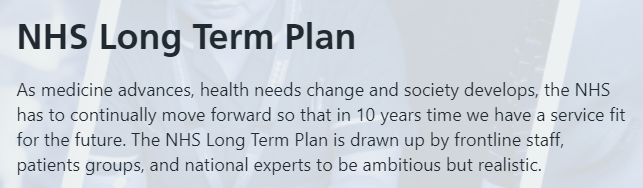 NHS Long Term Plan
As medicine advances, health needs change and society develops, the NHS
has to continually move forward so that in 10 years time we have a service fit
for the future. The NHS Long Term Plan is drawn up by frontline staff,
patients groups, and national experts to be ambitious but realistic.